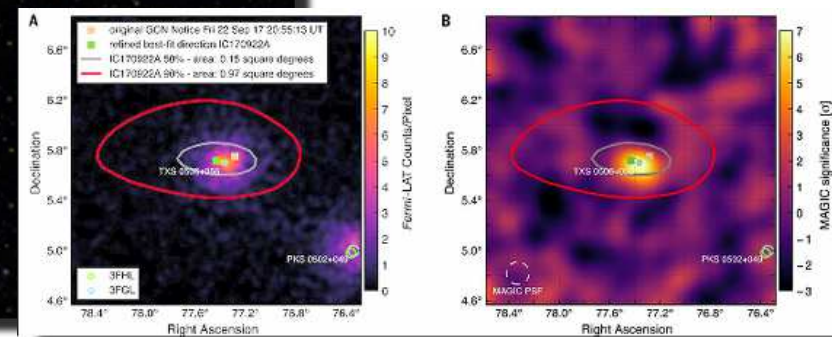 A
original GCN Notice Fri 22 Sep 17 20:55:13 UT
refined best-fit direction IC170922A
IC170922A 50% - area: 0.15 square degrees
IC170922A 90% - area: 0.97 square degrees
6.2°
5.8°
5.4°
5.0°
4.6°
Declination
TXS 0506+056
PKS 0502+049
3FHL
3FGL
78.4° 78.0° 77.6° 77.2° 76.8° 76.4°
Right Ascension
10
9
8
7
6
5
4
3
2
1
0
Fermi-LAT Counts/Pixel
B
6.2°
5.8°
5.4°
5.0°
4.6°
Declination
TXS 0506+056
PKS 0502+049
MAGIC PSF
78.4° 78.0° 77.6° 77.2° 76.8° 76.4°
Right Ascension
7
6
5
4
3
2
1
0
−1
−2
−3
MAGIC significance [σ]